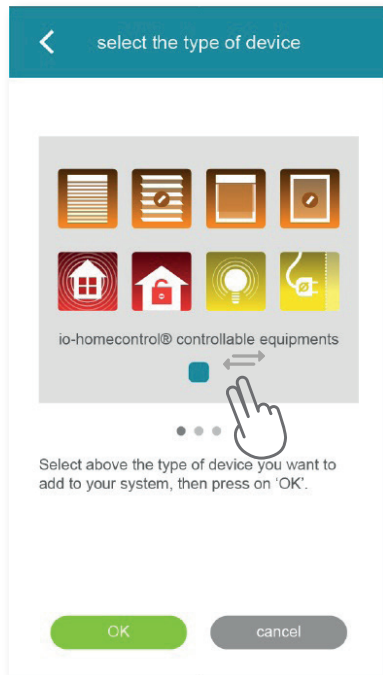 select the type of device
io-homecontrol® controllable equipments
Select above the type of device you want to
add to your system, then press on 'OK'.
OK
cancel